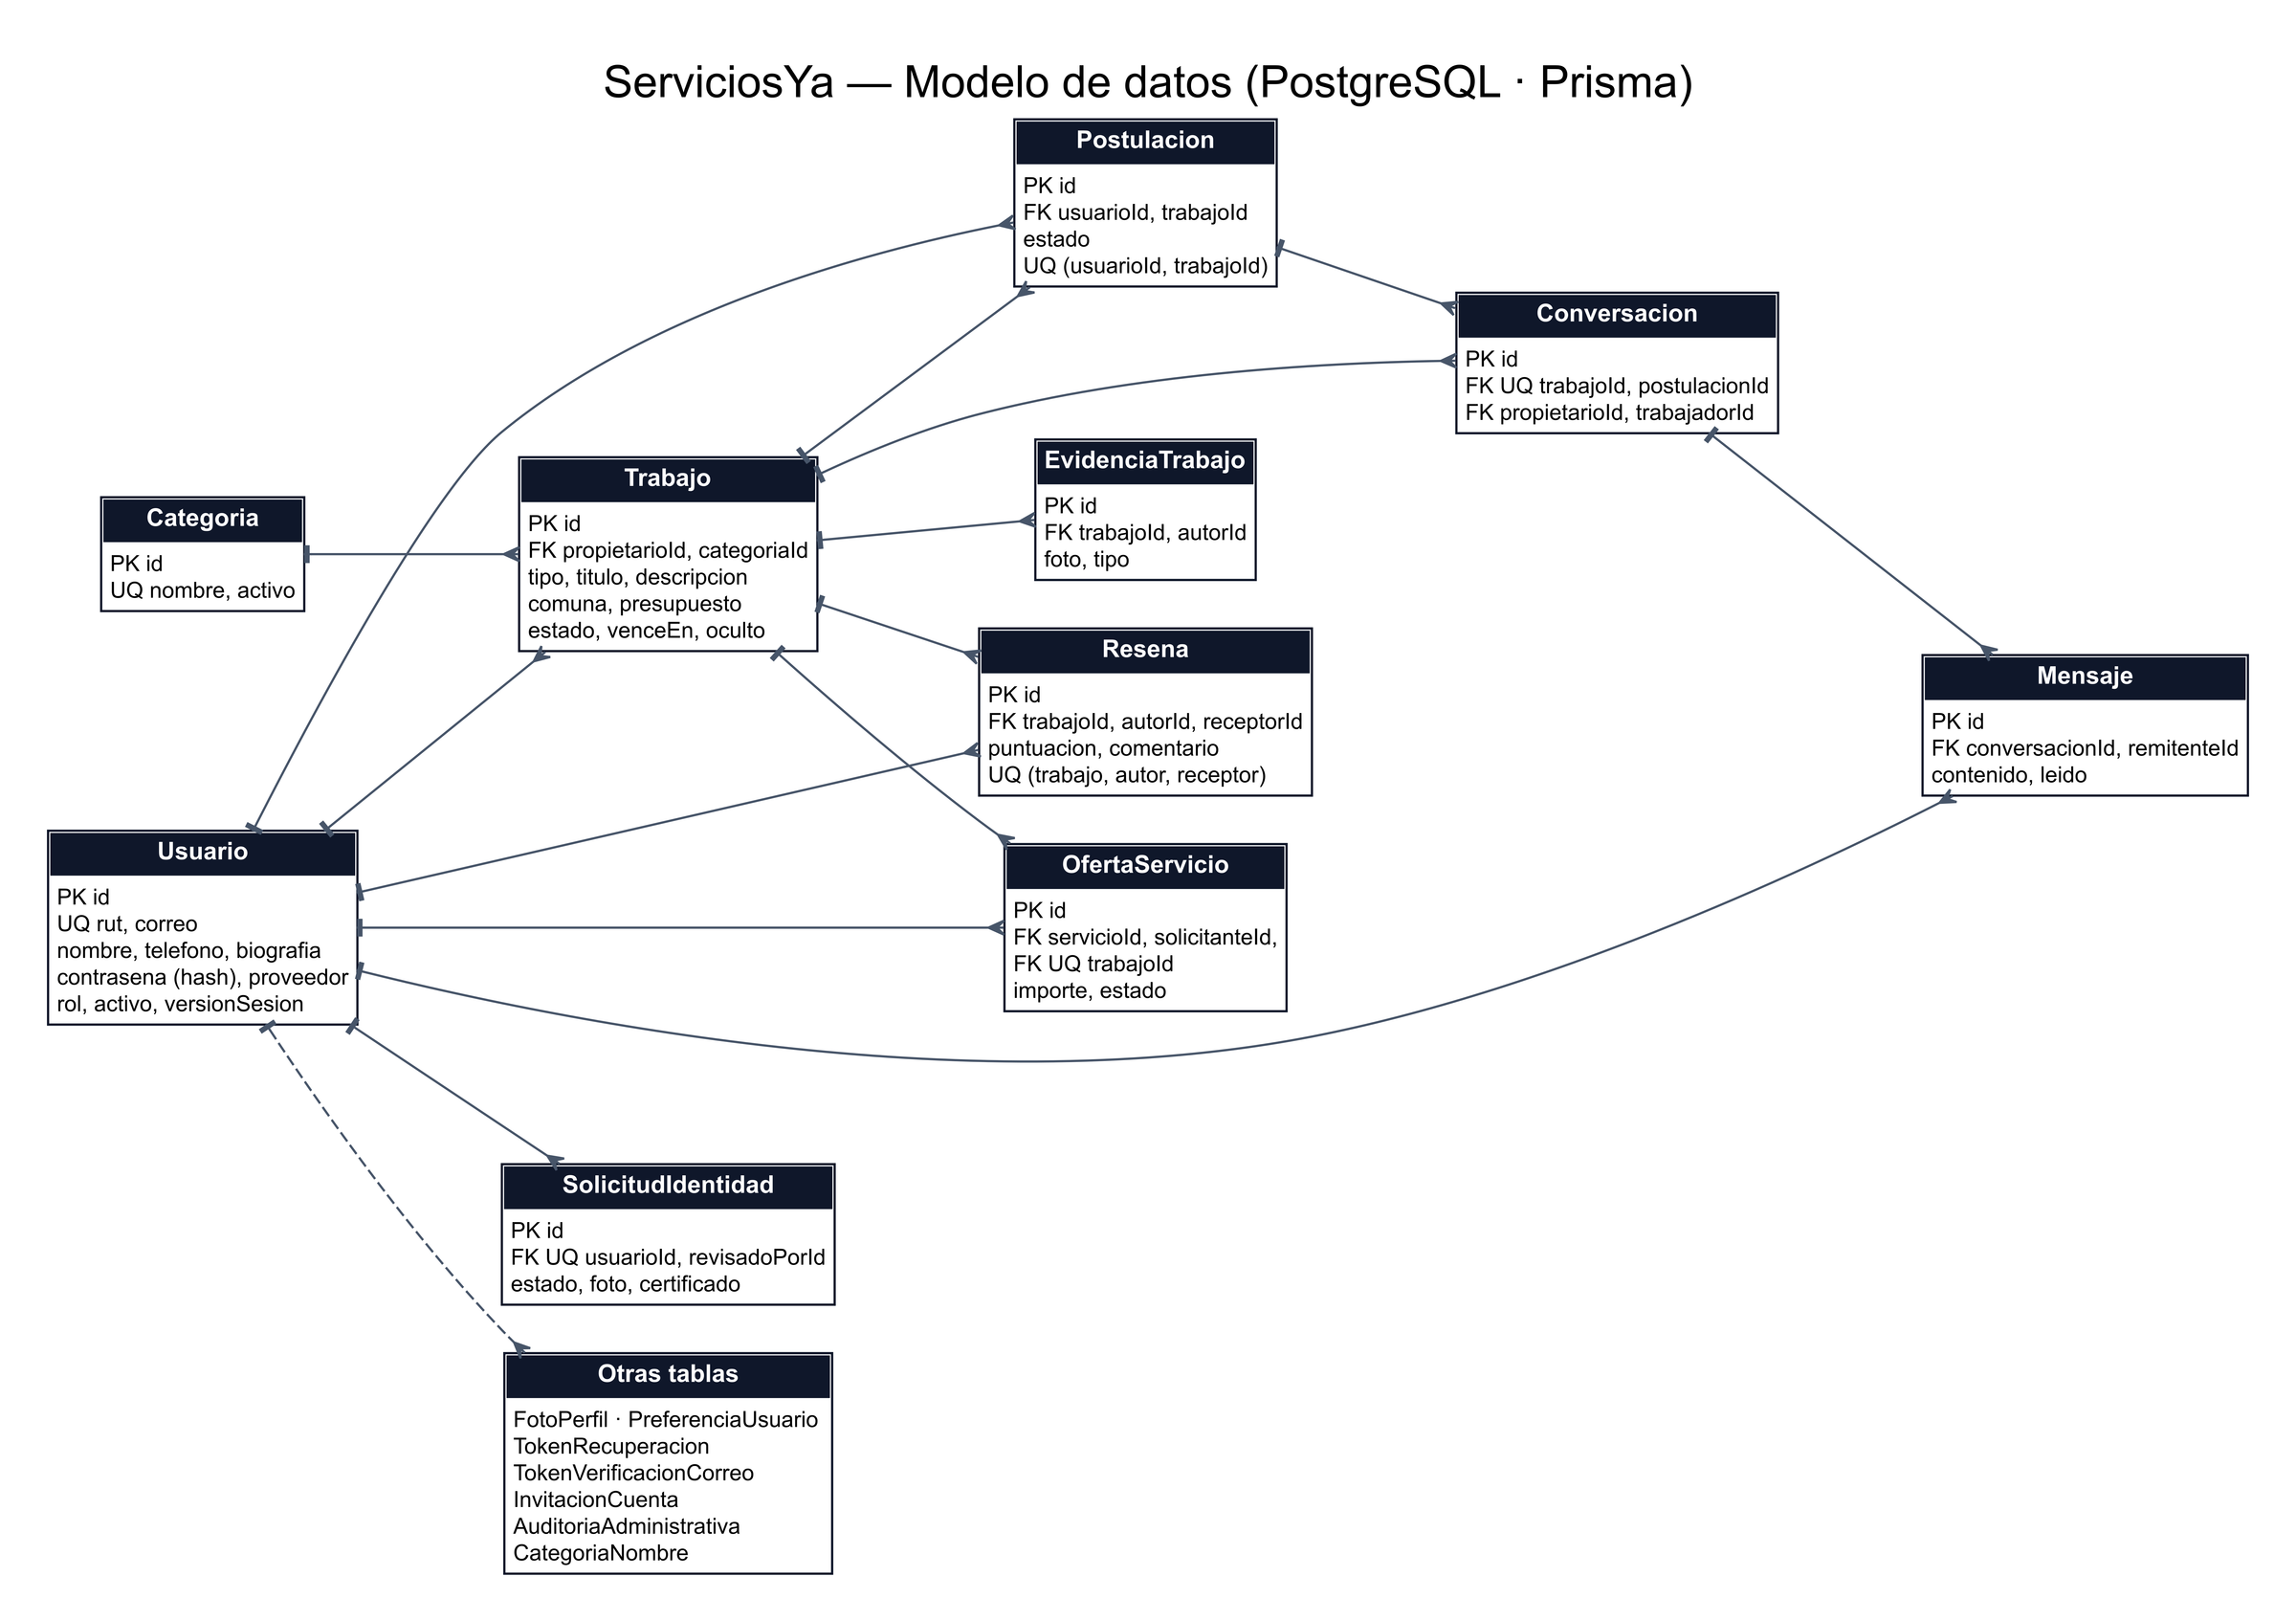 ServiciosYa — Modelo de datos (PostgreSQL · Prisma)
Postulacion
PK id
FK usuarioId, trabajoId
estado
UQ (usuarioId, trabajoId)
Conversacion
PK id
FK UQ trabajoId, postulacionId
FK propietarioId, trabajadorId
EvidenciaTrabajo
PK id
FK trabajoId, autorId
foto, tipo
Trabajo
PK id
FK propietarioId, categoriaId
tipo, titulo, descripcion
comuna, presupuesto
estado, venceEn, oculto
Categoria
PK id
UQ nombre, activo
Resena
PK id
FK trabajoId, autorId, receptorId
puntuacion, comentario
UQ (trabajo, autor, receptor)
Mensaje
PK id
FK conversacionId, remitenteId
contenido, leido
Usuario
PK id
UQ rut, correo
nombre, telefono, biografia
contrasena (hash), proveedor
rol, activo, versionSesion
OfertaServicio
PK id
FK servicioId, solicitanteId,
FK UQ trabajoId
importe, estado
SolicitudIdentidad
PK id
FK UQ usuarioId, revisadoPorId
estado, foto, certificado
Otras tablas
FotoPerfil · PreferenciaUsuario
TokenRecuperacion
TokenVerificacionCorreo
InvitacionCuenta
AuditoriaAdministrativa
CategoriaNombre